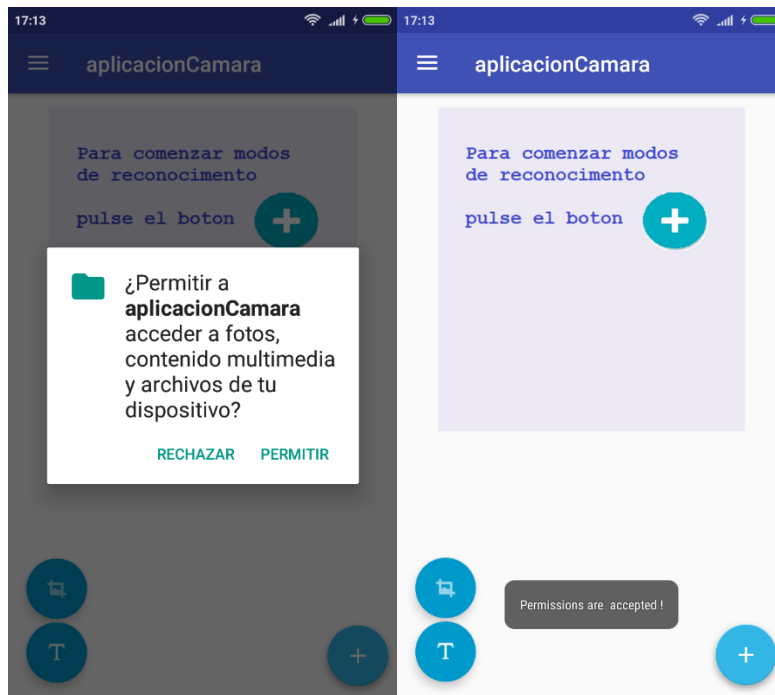 17:13
aplicacionCamara
Para comenzar modos
de reconocimento
pulse el boton
¿Permitir a
aplicacionCamara
acceder a fotos,
contenido multimedia
y archivos de tu
dispositivo?
RECHAZAR PERMITIR
T
17:13
aplicacionCamara
Para comenzar modos
de reconocimento
pulse el boton
Permissions are accepted !
T